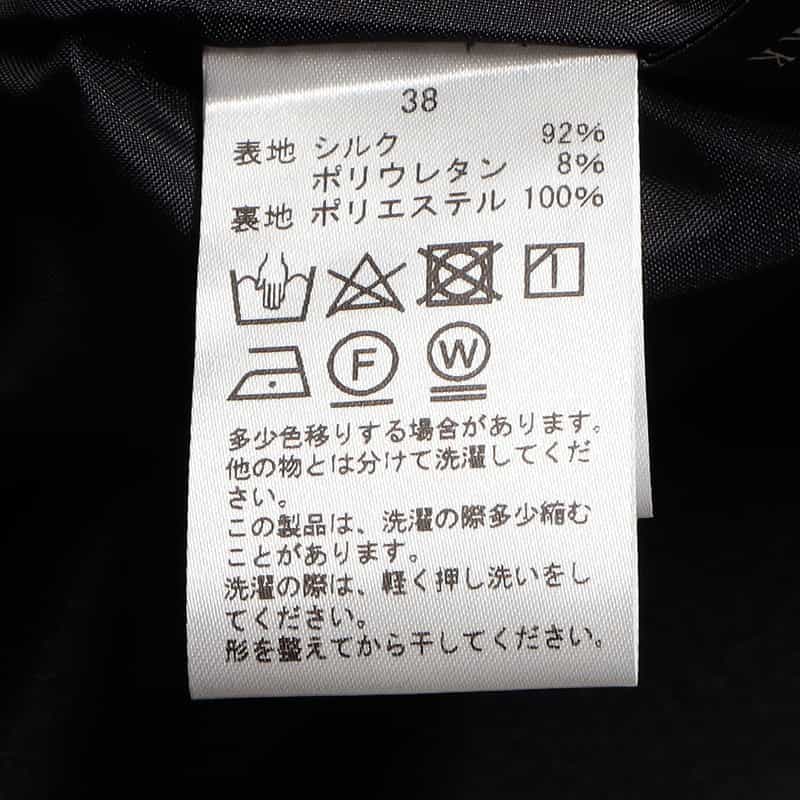 38
表地 シルク 92%
ポリウレタン 8%
裏地 ポリエステル 100%
F W
多少色移りする場合があります。
他の物とは分けて洗濯してくだ
さい。
この製品は、洗濯の際多少縮む
ことがあります。
洗濯の際は、軽く押し洗いをし
てください。
形を整えてから干してください。